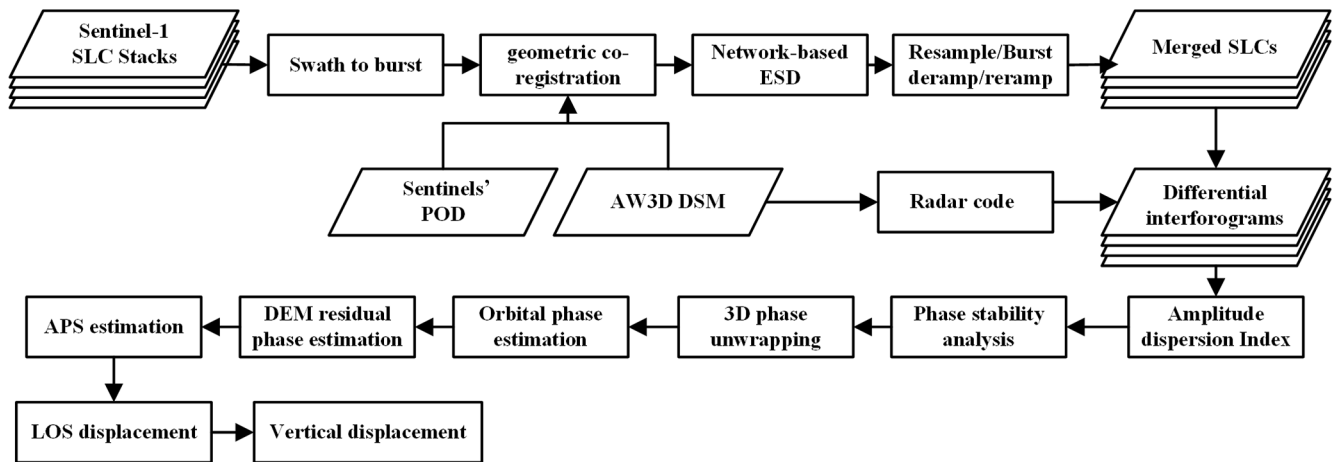 Sentinel-1
SLC Stacks
Swath to burst
geometric co-
registration
Network-based
ESD
Resample/Burst
deramp/reramp
Merged SLCs
Sentinels’
POD
AW3D DSM
Radar code
Differential
interforograms
APS estimation
DEM residual
phase estimation
Orbital phase
estimation
3D phase
unwrapping
Phase stability
analysis
Amplitude
dispersion Index
LOS displacement
Vertical displacement